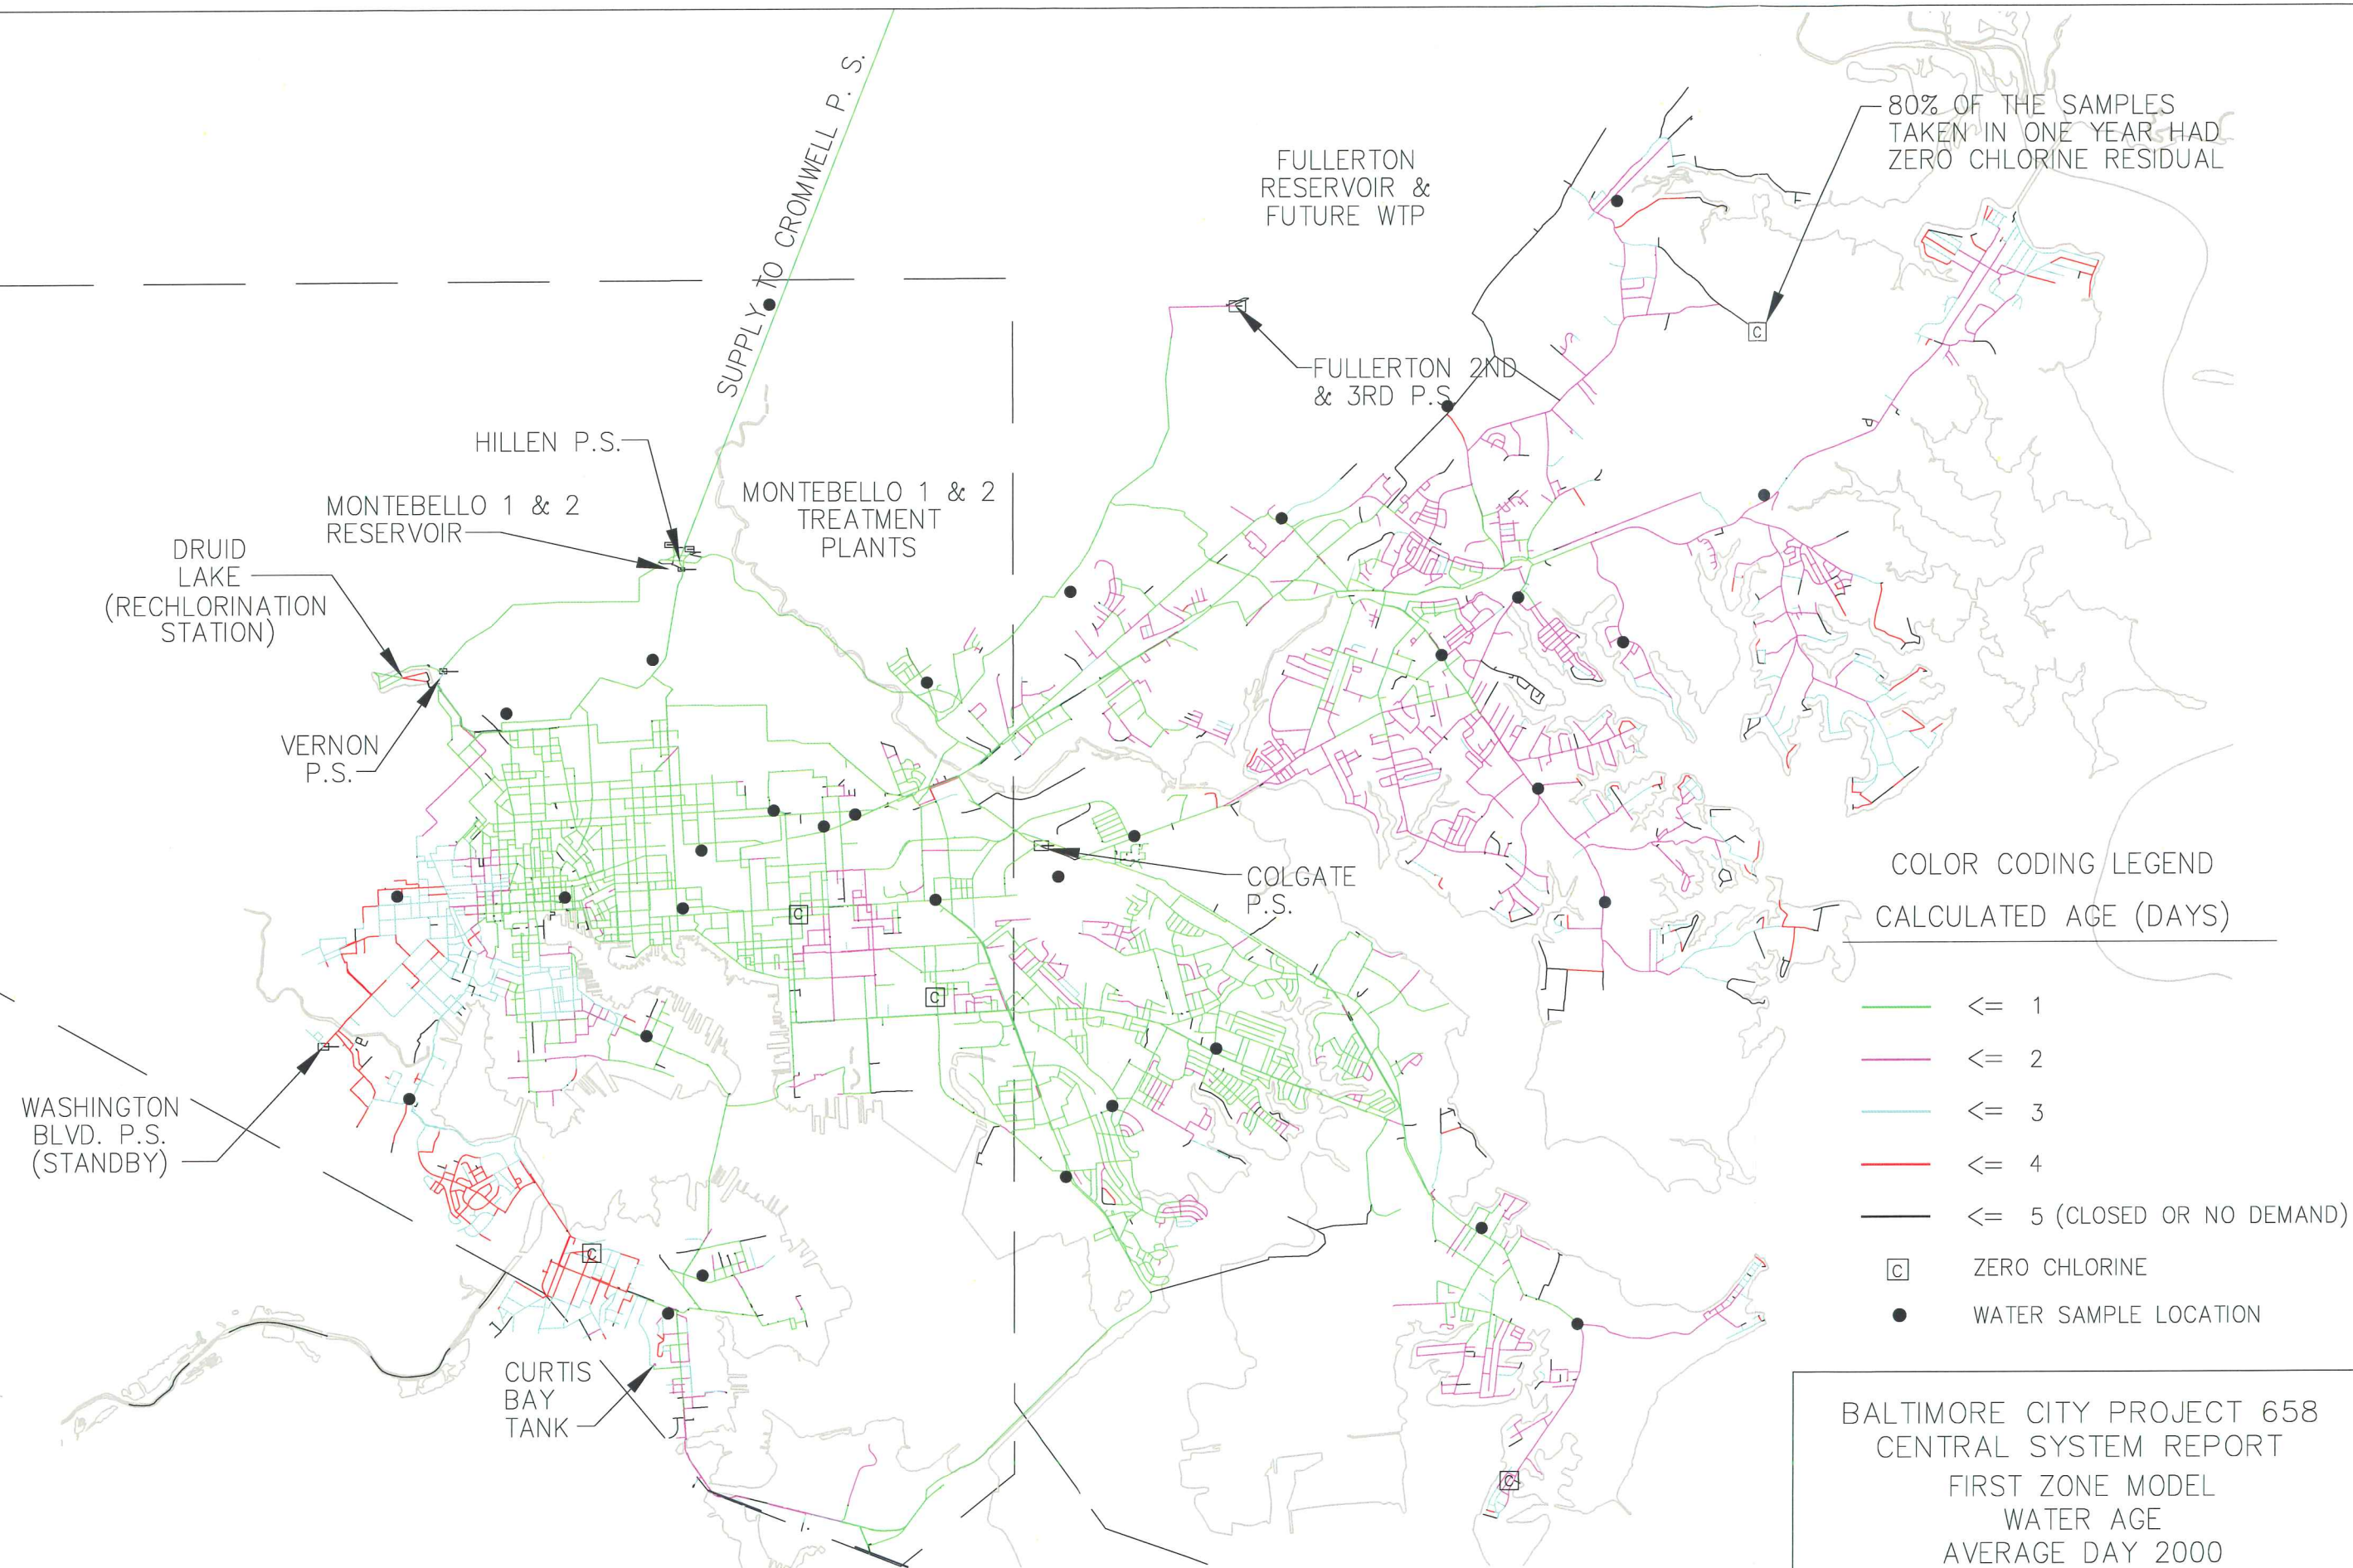 SUPPLY TO CROMWELL P. S.
80% OF THE SAMPLES
TAKEN IN ONE YEAR HAD
ZERO CHLORINE RESIDUAL
FULLERTON
RESERVOIR &
FUTURE WTP
FULLERTON 2ND
& 3RD P.S.
HILLEN P.S.
MONTEBELLO 1 & 2
RESERVOIR
MONTEBELLO 1 & 2
TREATMENT
PLANTS
DRUID
LAKE
(RECHLORINATION
STATION)
VERNON
P.S.
COLGATE
P.S.
WASHINGTON
BLVD. P.S.
(STANDBY)
CURTIS
BAY
TANK
C
C
C
C
C
COLOR CODING LEGEND
CALCULATED AGE (DAYS)
<= 1
<= 2
<= 3
<= 4
<= 5 (CLOSED OR NO DEMAND)
C ZERO CHLORINE
WATER SAMPLE LOCATION
BALTIMORE CITY PROJECT 658
CENTRAL SYSTEM REPORT
FIRST ZONE MODEL
WATER AGE
AVERAGE DAY 2000